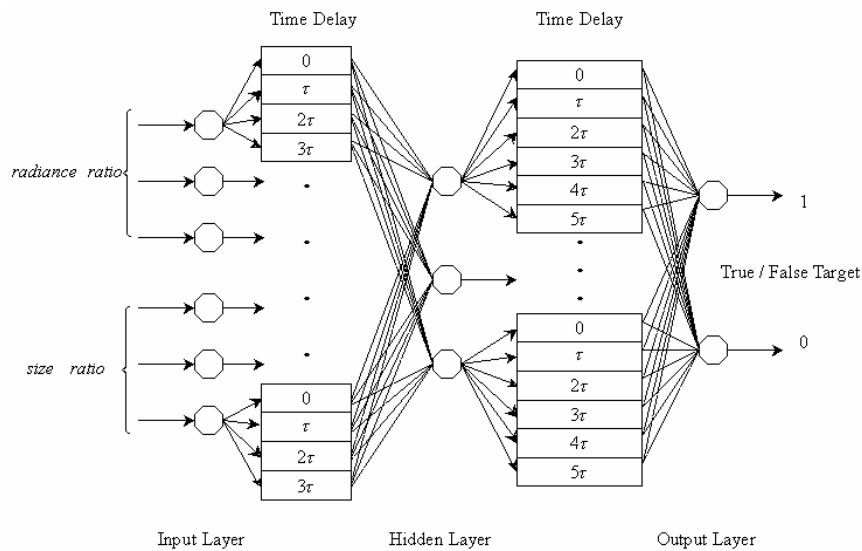 Time Delay
Time Delay
0
τ
2τ
3τ
0
τ
2τ
3τ
4τ
5τ
radiance ratio
1
True / False Target
0
size ratio
0
τ
2τ
3τ
0
τ
2τ
3τ
4τ
5τ
Input Layer
Hidden Layer
Output Layer